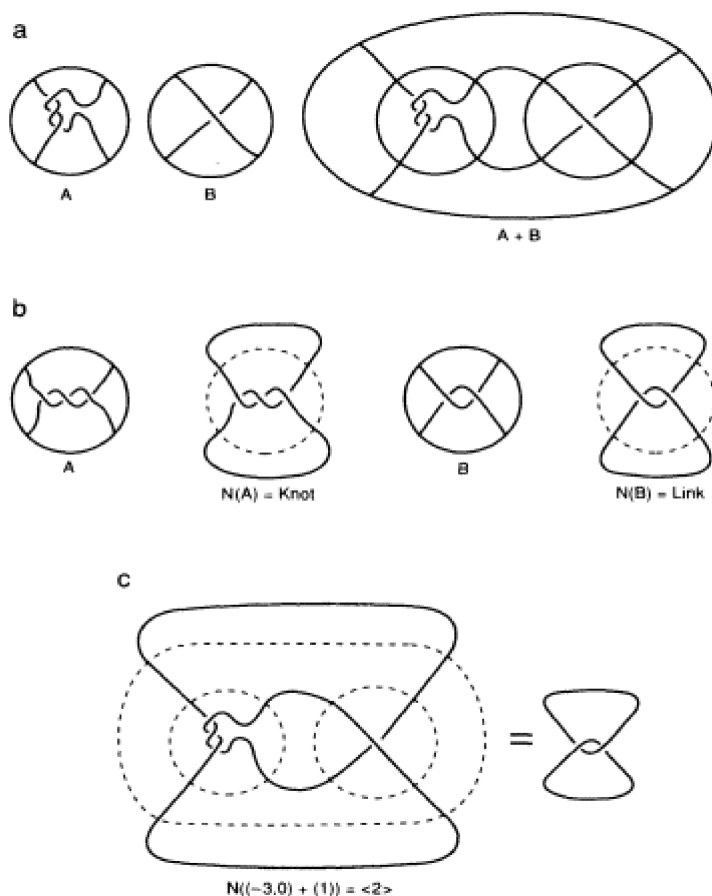 a
A
B
A + B
b
A
N(A) = Knot
B
N(B) = Link
c
=
N((-3,0) + (1)) = <2>